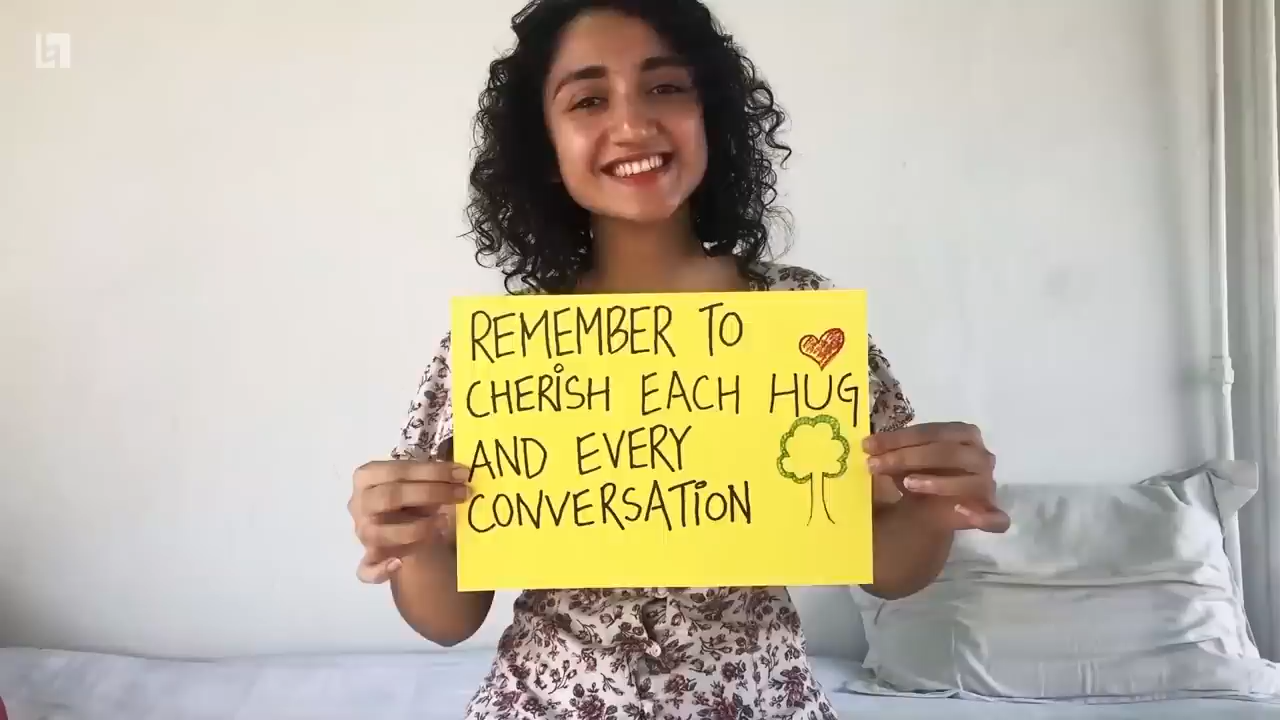 REMEMBER TO
CHERISH EACH HUG
AND EVERY
CONVERSATION